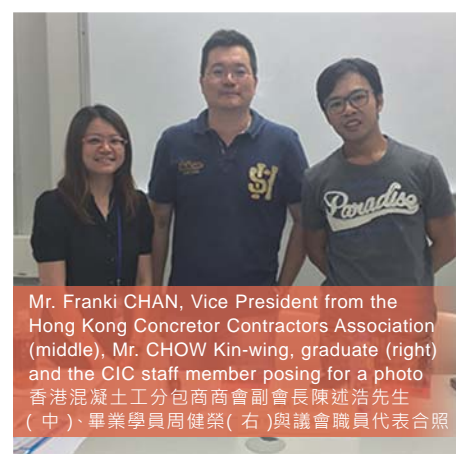 Paradise
Mr. Franki CHAN, Vice President from the
Hong Kong Concretor Contractors Association
(middle), Mr. CHOW Kin-wing, graduate (right)
and the CIC staff member posing for a photo
香港混凝土工分包商商會副會長陳述浩先生
( 中 )、畢業學員周健榮( 右 )與議會職員代表合照